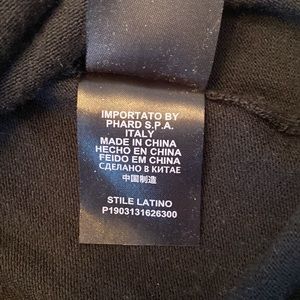 IMPORTATO BY
PHARD S.P.A.
ITALY
MADE IN CHINA
HECHO EN CHINA
FEIDO EM CHINA
СДЕЛАНО В КИТАЕ
中国制造
STILE LATINO
P1903131626300